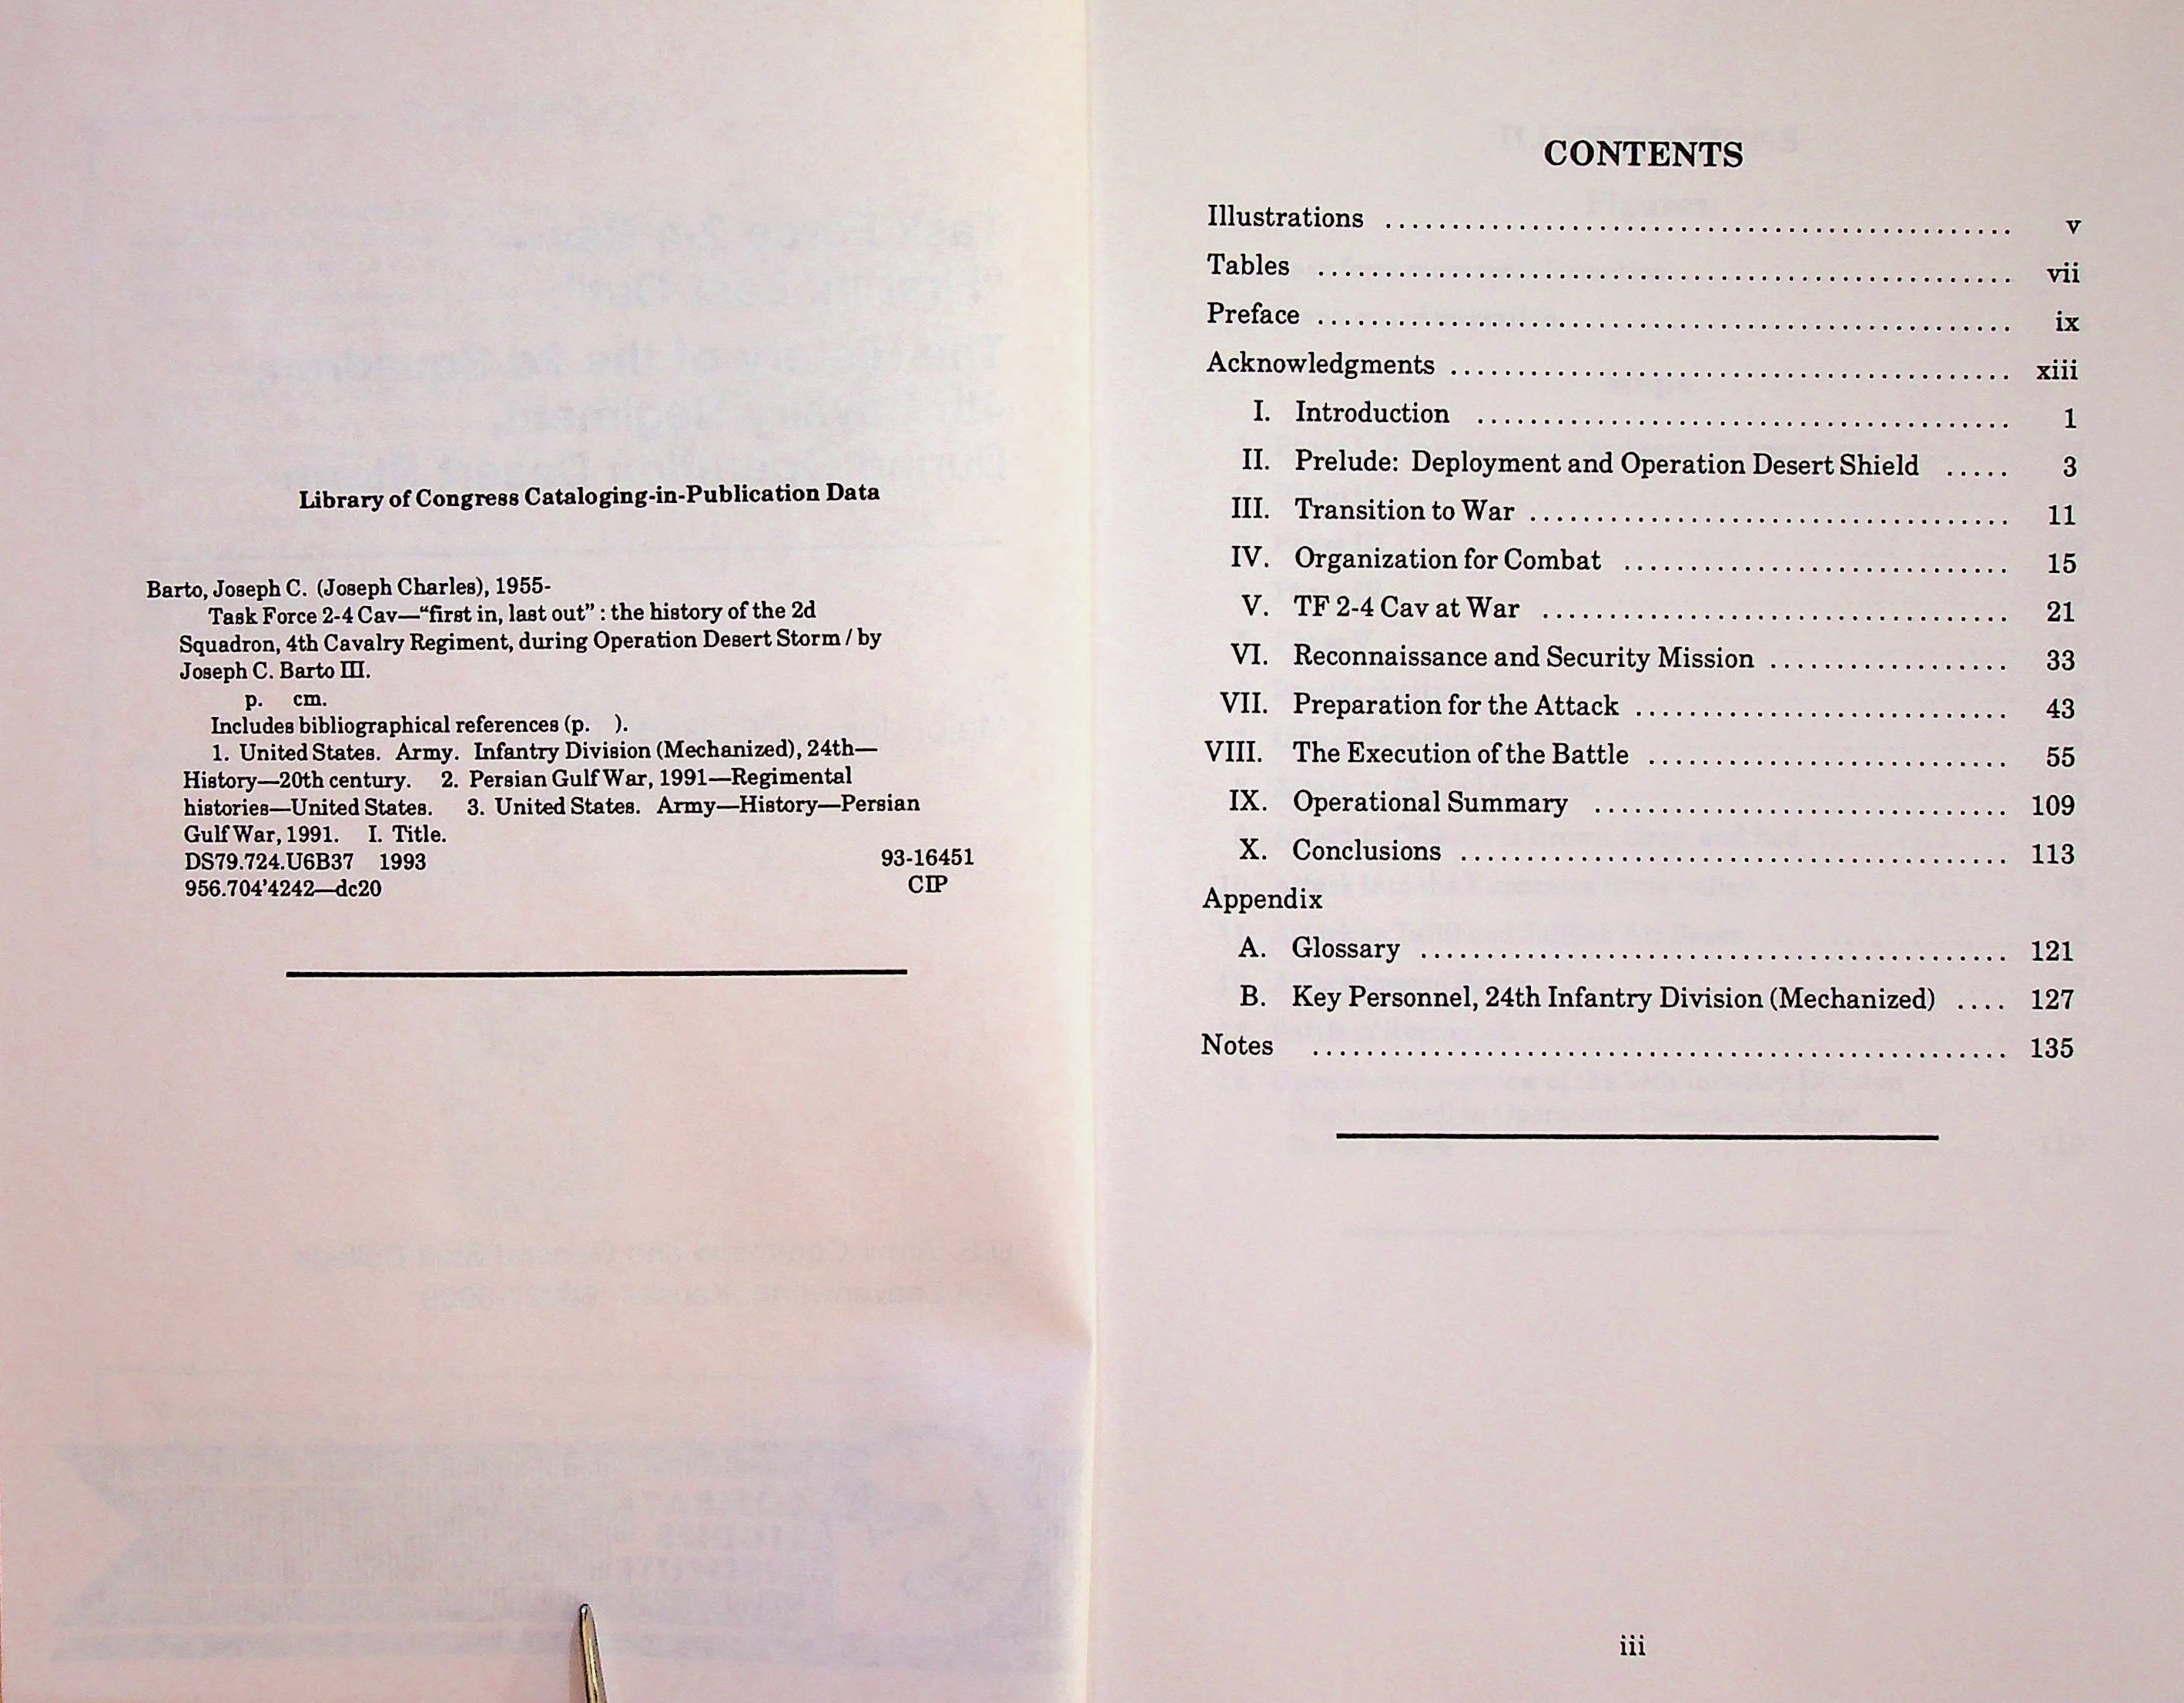 Library of Congress Cataloging-in-Publication Data
Barto, Joseph C. (Joseph Charles), 1955-
Task Force 2-4 Cav—“first in, last out” : the history of the 2d
Squadron, 4th Cavalry Regiment, during Operation Desert Storm / by
Joseph C. Barto III.
p. cm.
Includes bibliographical references (p. ).
1. United States. Army. Infantry Division (Mechanized), 24th—
History—20th century. 2. Persian Gulf War, 1991—Regimental
histories—United States. 3. United States. Army—History—Persian
Gulf War, 1991. I. Title.
DS79.724.U6B37 1993 93-16451
956.704’4242—dc20 CIP
CONTENTS
Illustrations .......... v
Tables .......... vii
Preface .......... ix
Acknowledgments .......... xiii
I. Introduction .......... 1
II. Prelude: Deployment and Operation Desert Shield ..... 3
III. Transition to War .......... 11
IV. Organization for Combat .......... 15
V. TF 2-4 Cav at War .......... 21
VI. Reconnaissance and Security Mission .......... 33
VII. Preparation for the Attack .......... 43
VIII. The Execution of the Battle .......... 55
IX. Operational Summary .......... 109
X. Conclusions .......... 113
Appendix
A. Glossary .......... 121
B. Key Personnel, 24th Infantry Division (Mechanized) .... 127
Notes .......... 135
iii